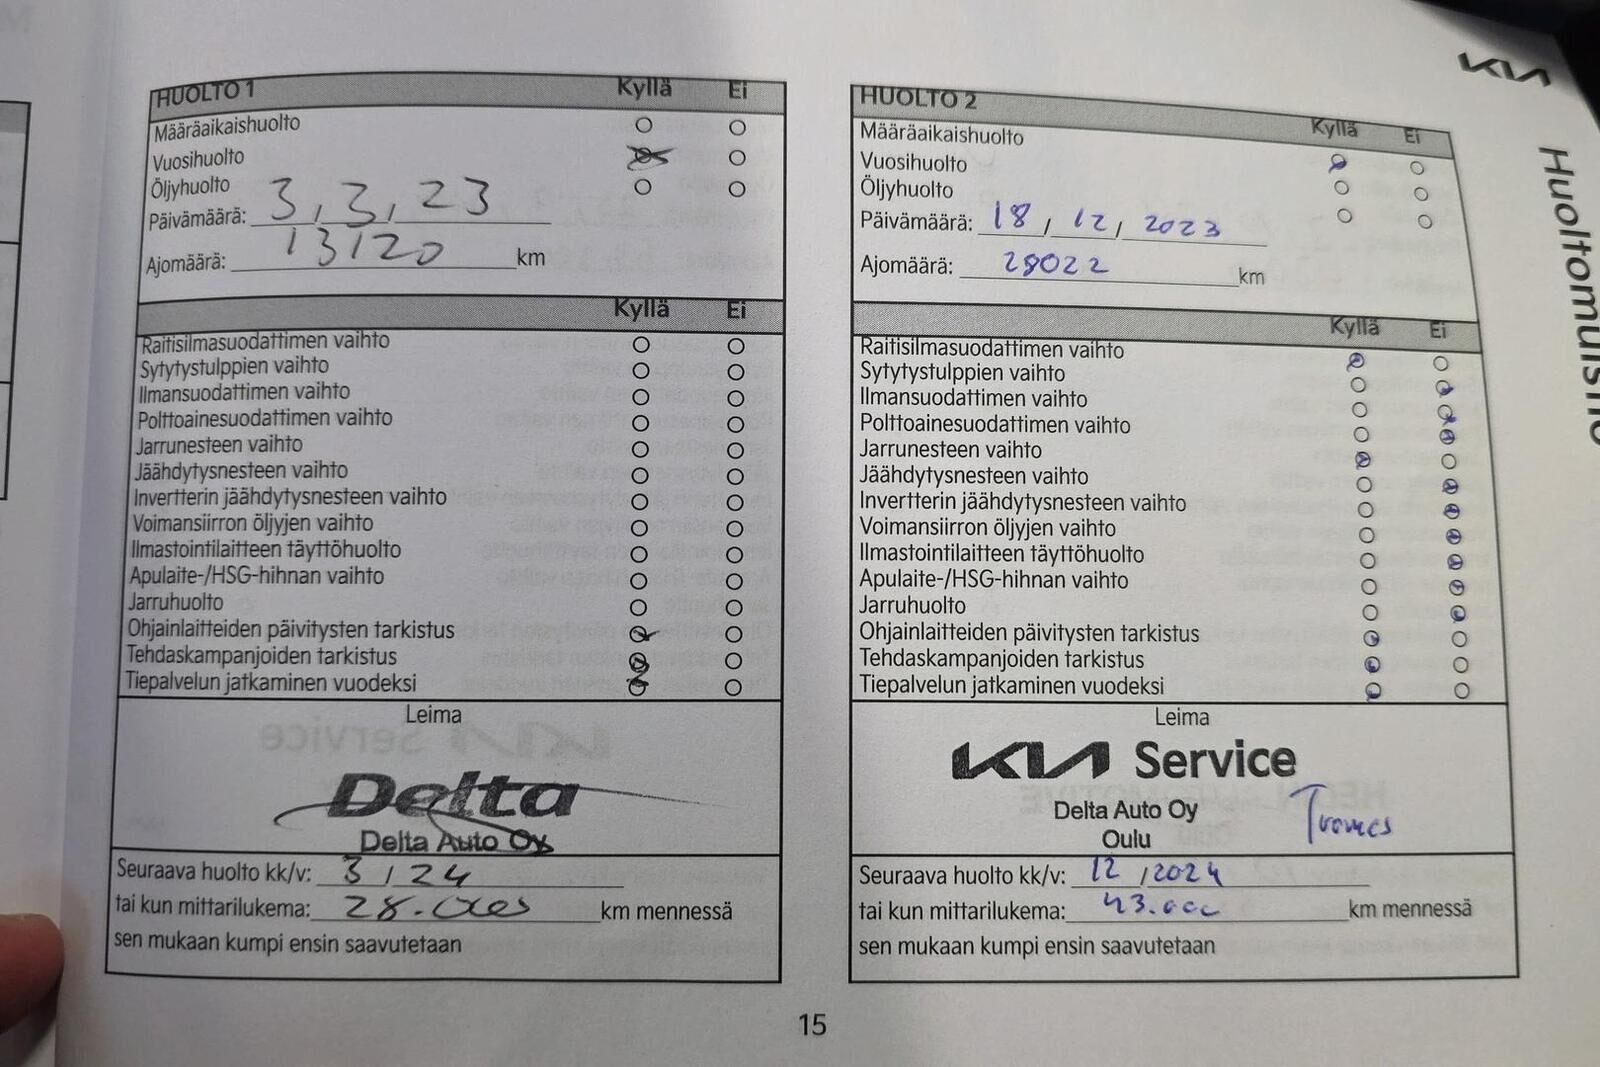 KIA
Huoltomuistio
HUOLTO 1 Kyllä Ei
Määräaikaishuolto
Vuosihuolto
Öljyhuolto
Päivämäärä: 3, 3, 23
Ajomäärä: 13120 km
Kyllä Ei
Raitisilmasuodattimen vaihto
Sytytystulppien vaihto
Ilmansuodattimen vaihto
Polttoainesuodattimen vaihto
Jarrunesteen vaihto
Jäähdytysnesteen vaihto
Invertterin jäähdytysnesteen vaihto
Voimansiirron öljyjen vaihto
Ilmastointilaitteen täyttöhuolto
Apulaite-/HSG-hihnan vaihto
Jarruhuolto
Ohjainlaitteiden päivitysten tarkistus
Tehdaskampanjoiden tarkistus
Tiepalvelun jatkaminen vuodeksi
Leima
Delta
Delta Auto Oy
Seuraava huolto kk/v: 3 / 24
tai kun mittarilukema: 28.000 km mennessä
sen mukaan kumpi ensin saavutetaan
HUOLTO 2 Kyllä Ei
Määräaikaishuolto
Vuosihuolto
Öljyhuolto
Päivämäärä: 18 / 12 / 2023
Ajomäärä: 28022 km
Kyllä Ei
Raitisilmasuodattimen vaihto
Sytytystulppien vaihto
Ilmansuodattimen vaihto
Polttoainesuodattimen vaihto
Jarrunesteen vaihto
Jäähdytysnesteen vaihto
Invertterin jäähdytysnesteen vaihto
Voimansiirron öljyjen vaihto
Ilmastointilaitteen täyttöhuolto
Apulaite-/HSG-hihnan vaihto
Jarruhuolto
Ohjainlaitteiden päivitysten tarkistus
Tehdaskampanjoiden tarkistus
Tiepalvelun jatkaminen vuodeksi
Leima
KIA Service
Delta Auto Oy
Oulu
Seuraava huolto kk/v: 12 / 2024
tai kun mittarilukema: 43.000 km mennessä
sen mukaan kumpi ensin saavutetaan
15